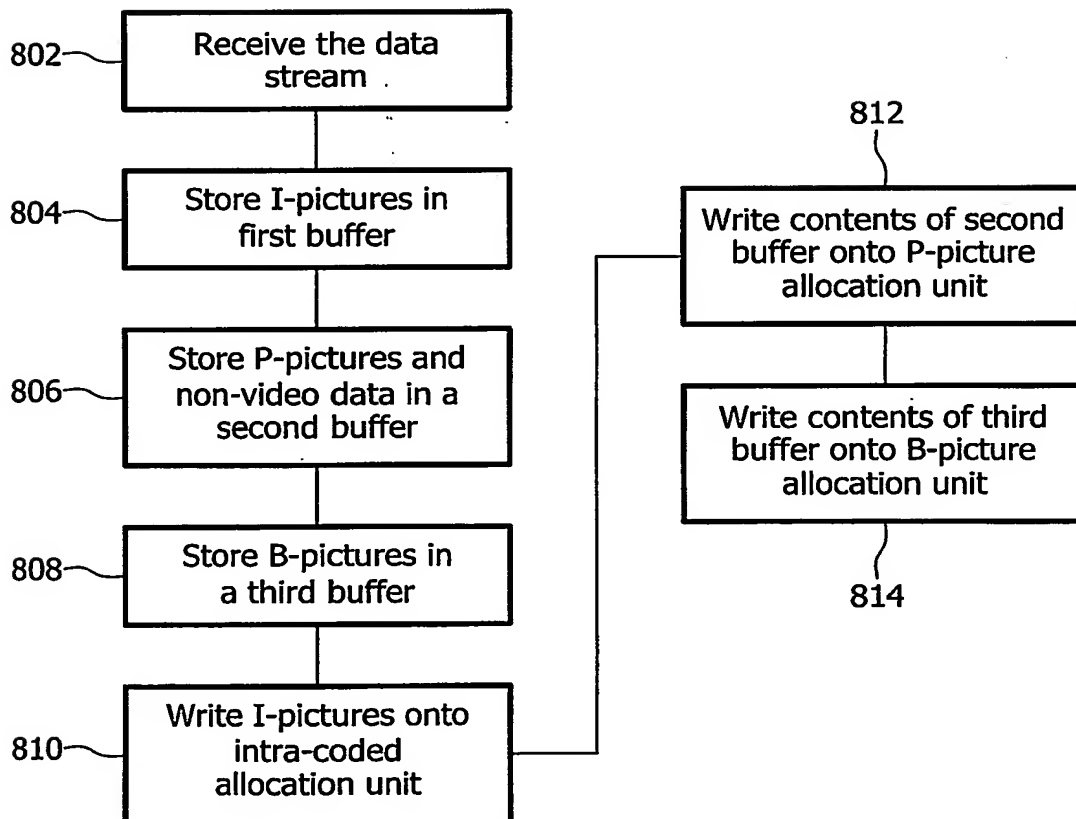 802
Receive the data
stream
804
Store I-pictures in
first buffer
806
Store P-pictures and
non-video data in a
second buffer
808
Store B-pictures in
a third buffer
810
Write I-pictures onto
intra-coded
allocation unit
812
Write contents of second
buffer onto P-picture
allocation unit
Write contents of third
buffer onto B-picture
allocation unit
814